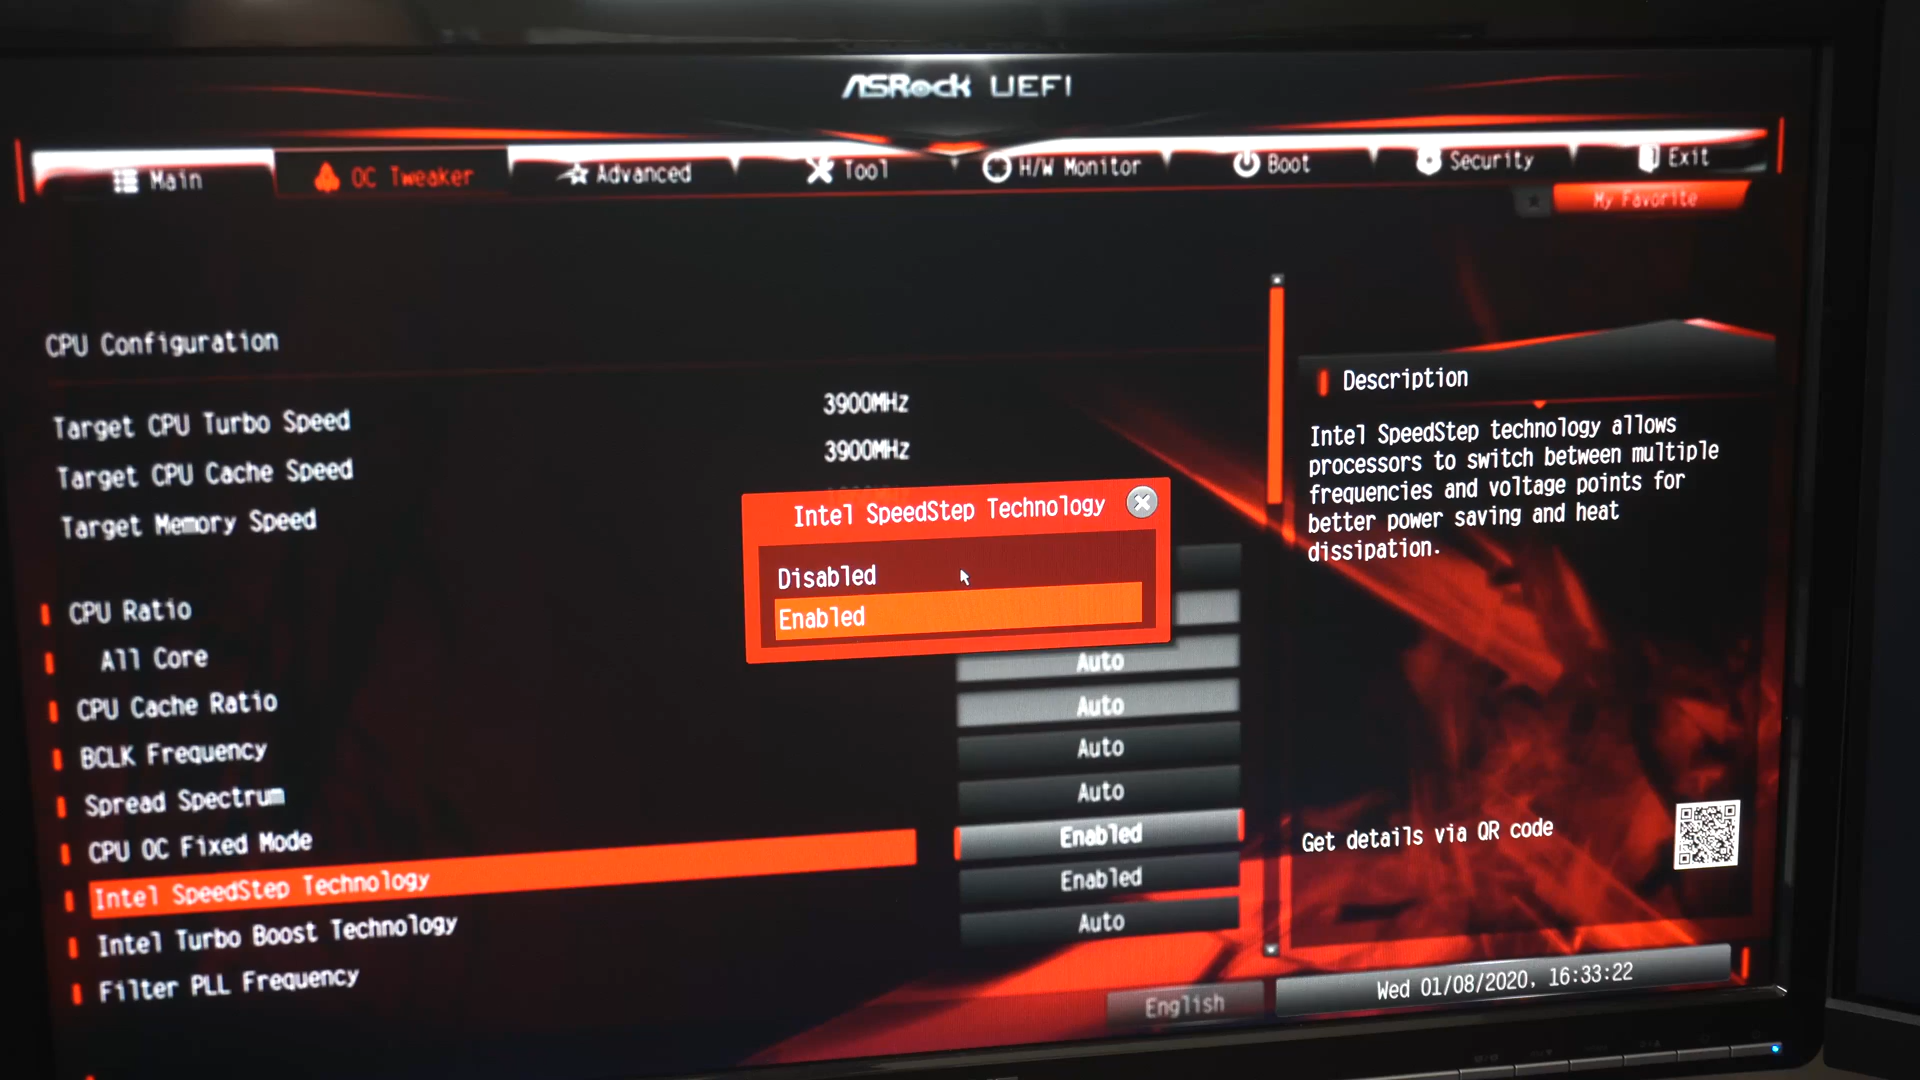 ASRock UEFI
Main
OC Tweaker
Advanced
Tool
H/W Monitor
Boot
Security
Exit
My Favorite
CPU Configuration
Target CPU Turbo Speed 3900MHz
Target CPU Cache Speed 3900MHz
Target Memory Speed
Intel SpeedStep Technology
Disabled
Enabled
CPU Ratio
All Core
Auto
CPU Cache Ratio
Auto
BCLK Frequency
Auto
Spread Spectrum
Auto
CPU OC Fixed Mode
Enabled
Intel SpeedStep Technology
Enabled
Intel Turbo Boost Technology
Auto
Filter PLL Frequency
Description
Intel SpeedStep technology allows
processors to switch between multiple
frequencies and voltage points for
better power saving and heat
dissipation.
Get details via QR code
English
Wed 01/08/2020, 16:33:22